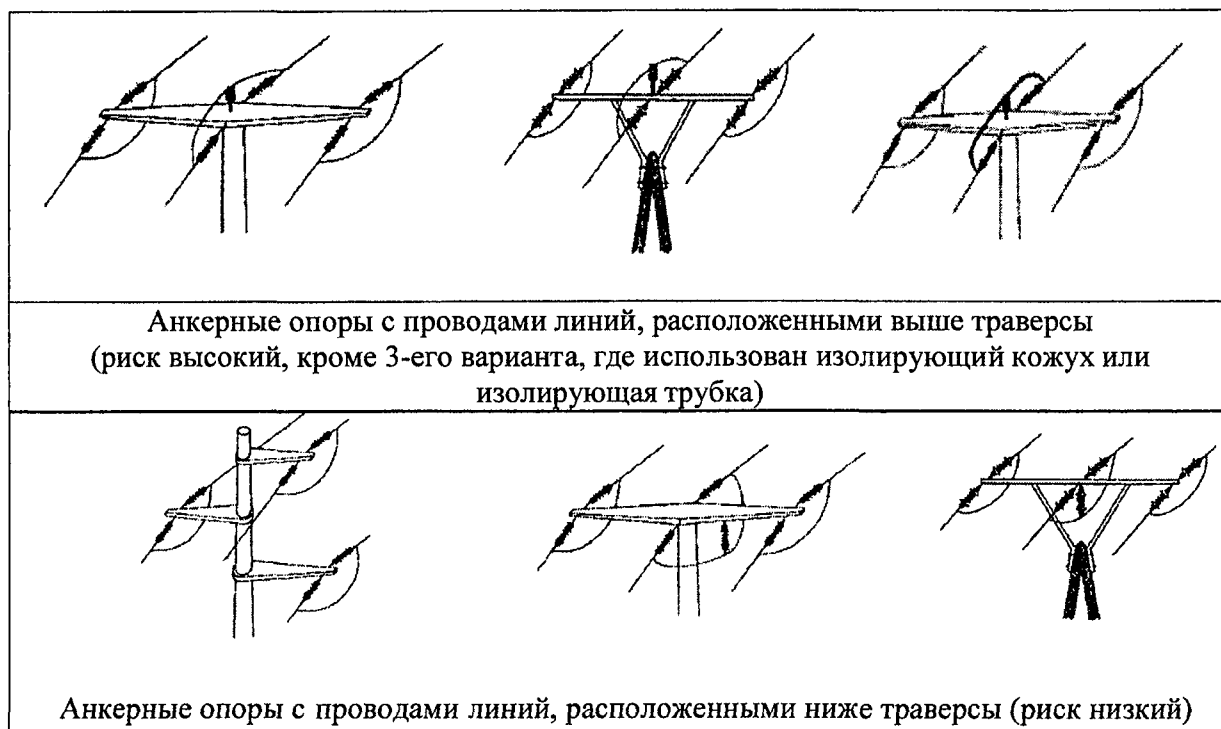 Анкерные опоры с проводами линий, расположенными выше траверсы
(риск высокий, кроме 3-его варианта, где использован изолирующий кожух или
изолирующая трубка)
Анкерные опоры с проводами линий, расположенными ниже траверсы (риск низкий)